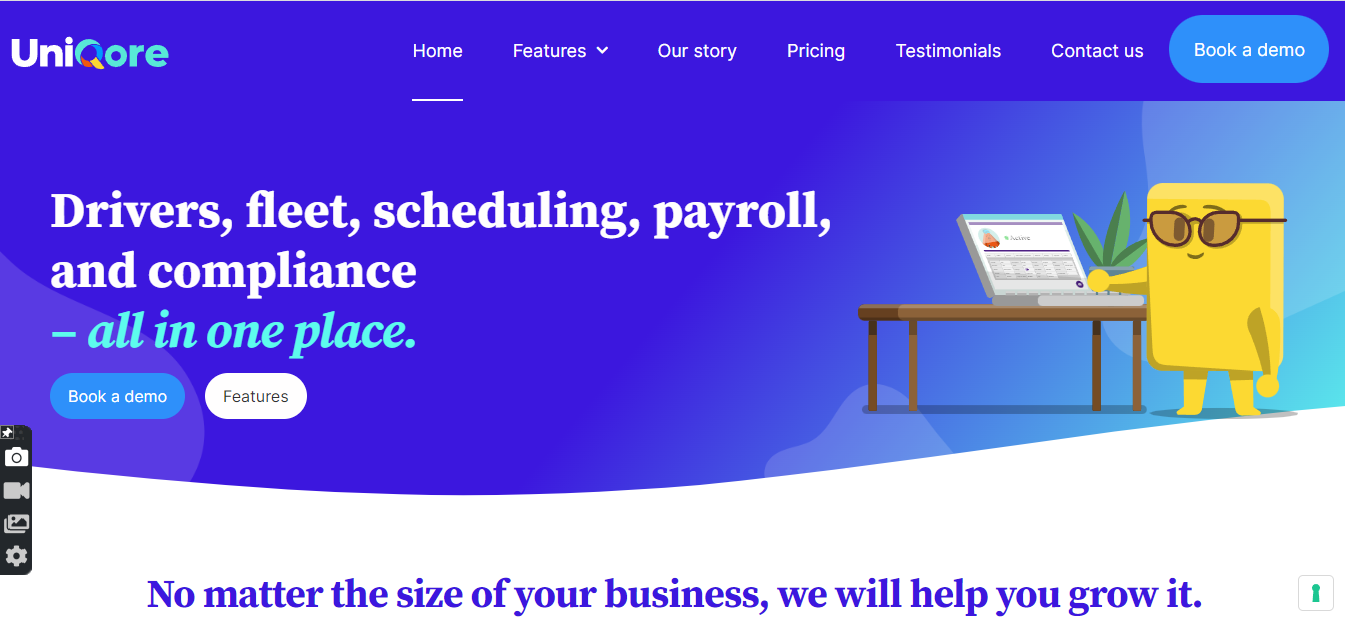 UniQore
Home
Features
Our story
Pricing
Testimonials
Contact us
Book a demo
Drivers, fleet, scheduling, payroll,
and compliance
– all in one place.
Book a demo
Features
No matter the size of your business, we will help you grow it.